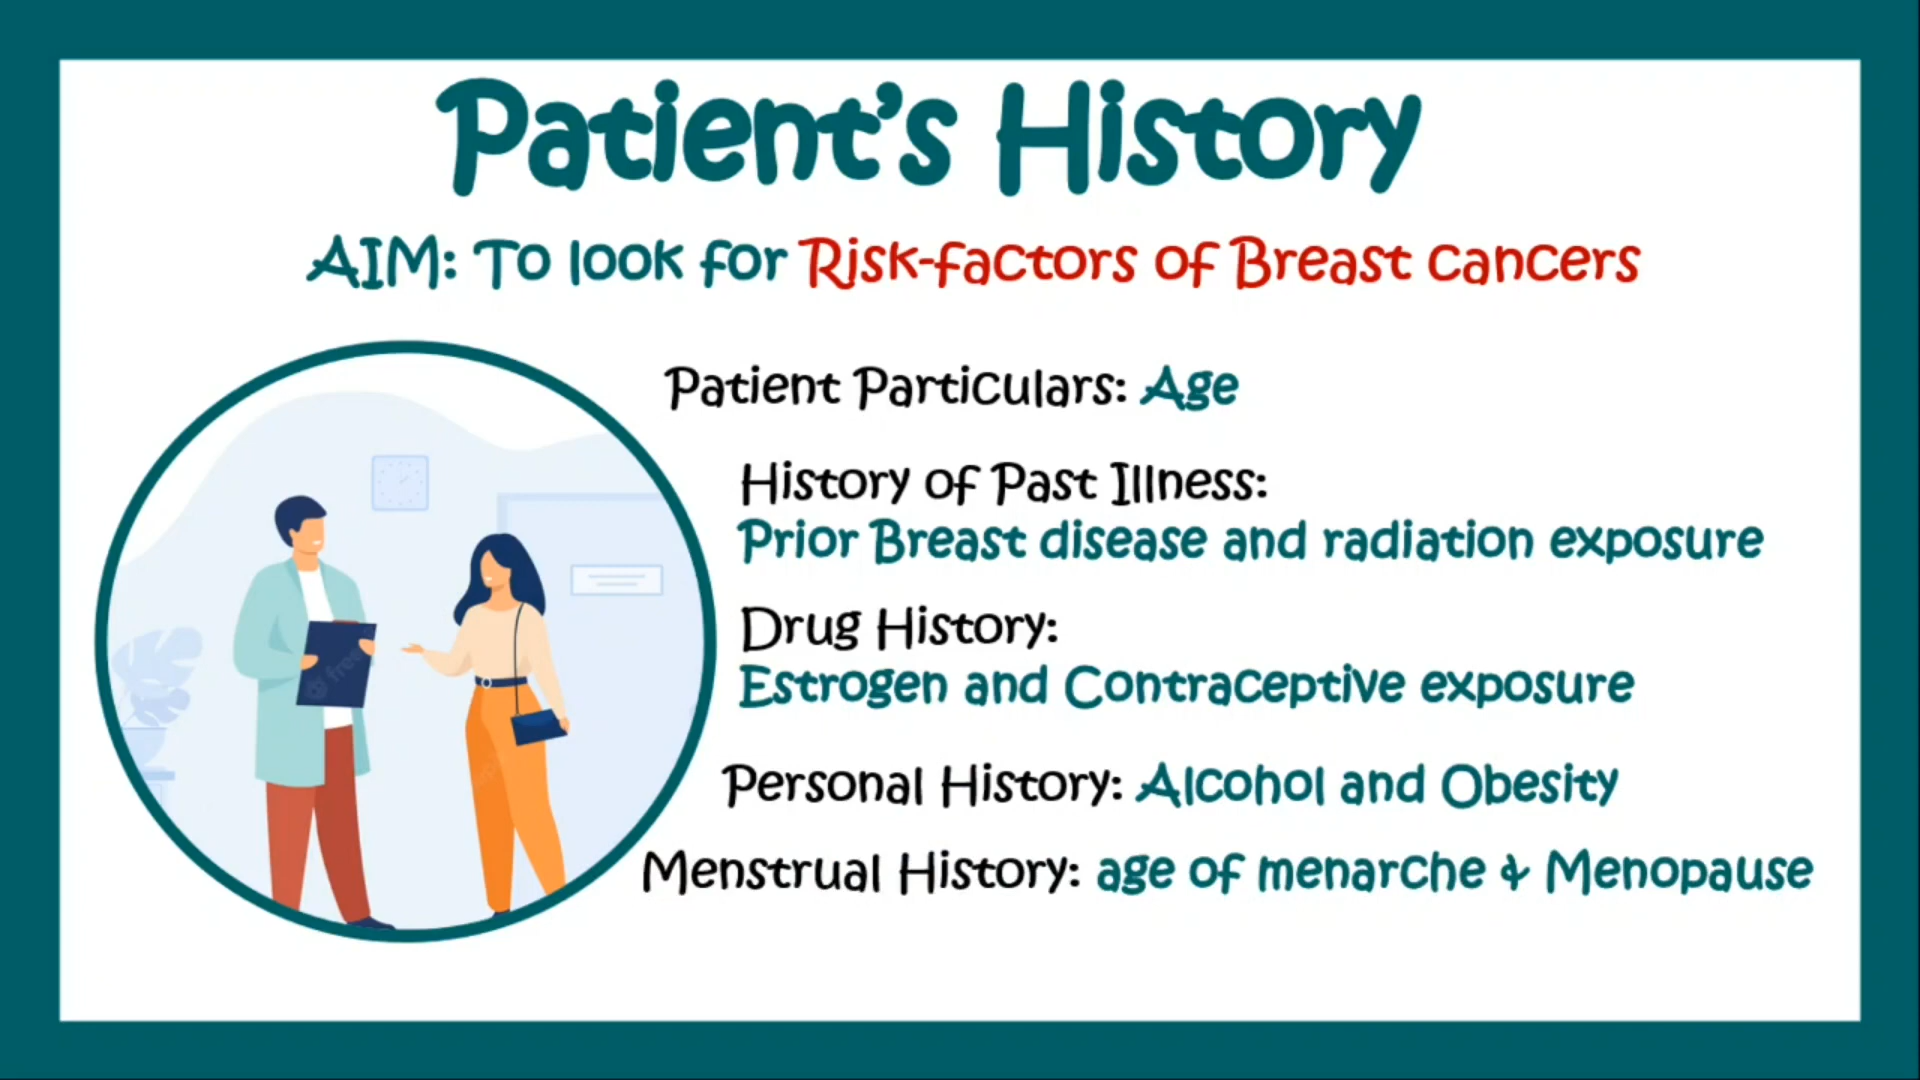 Patient's History
AIM: To look for Risk-factors of Breast cancers
Patient Particulars: Age
History of Past Illness:
Prior Breast disease and radiation exposure
Drug History:
Estrogen and Contraceptive exposure
Personal History: Alcohol and Obesity
Menstrual History: age of menarche & Menopause